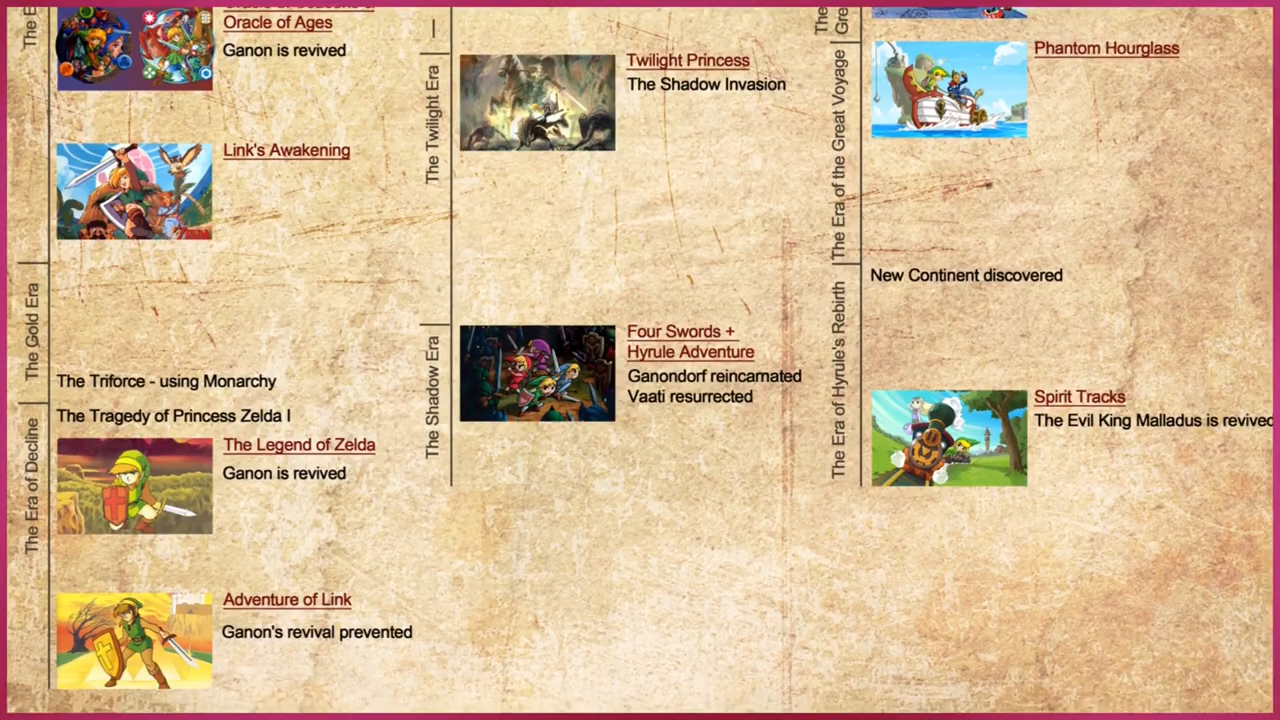 Oracle of Ages
Ganon is revived
Link's Awakening
The Gold Era
The Triforce - using Monarchy
The Tragedy of Princess Zelda I
The Era of Decline
The Legend of Zelda
Ganon is revived
Adventure of Link
Ganon's revival prevented
The Twilight Era
Twilight Princess
The Shadow Invasion
The Shadow Era
Four Swords +
Hyrule Adventure
Ganondorf reincarnated
Vaati resurrected
The Era of the Great Voyage
Phantom Hourglass
The Era of Hyrule's Rebirth
New Continent discovered
Spirit Tracks
The Evil King Malladus is revived